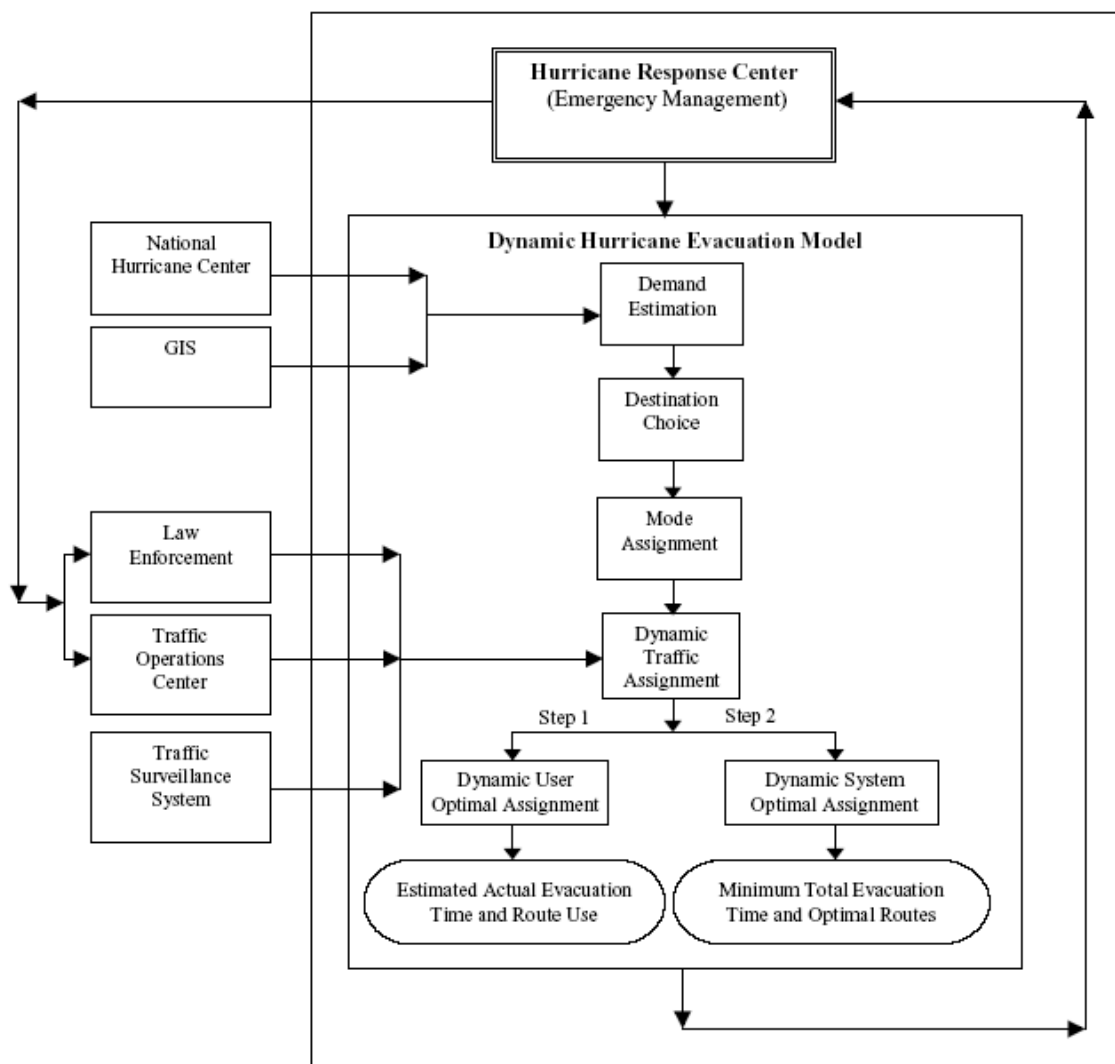 Hurricane Response Center
(Emergency Management)
National
Hurricane Center
GIS
Law
Enforcement
Traffic
Operations
Center
Traffic
Surveillance
System
Dynamic Hurricane Evacuation Model
Demand
Estimation
Destination
Choice
Mode
Assignment
Dynamic
Traffic
Assignment
Step 1
Step 2
Dynamic User
Optimal Assignment
Dynamic System
Optimal Assignment
Estimated Actual Evacuation
Time and Route Use
Minimum Total Evacuation
Time and Optimal Routes